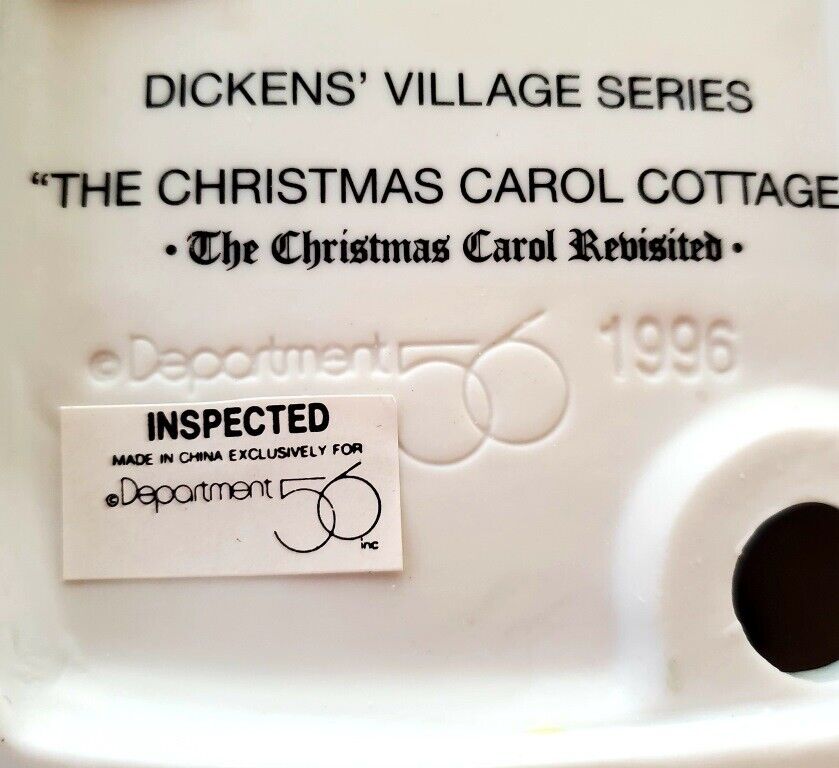 DICKENS' VILLAGE SERIES
"THE CHRISTMAS CAROL COTTAGE
• The Christmas Carol Revisited •
©Department 56 1996
INSPECTED
MADE IN CHINA EXCLUSIVELY FOR
©Department 56
inc